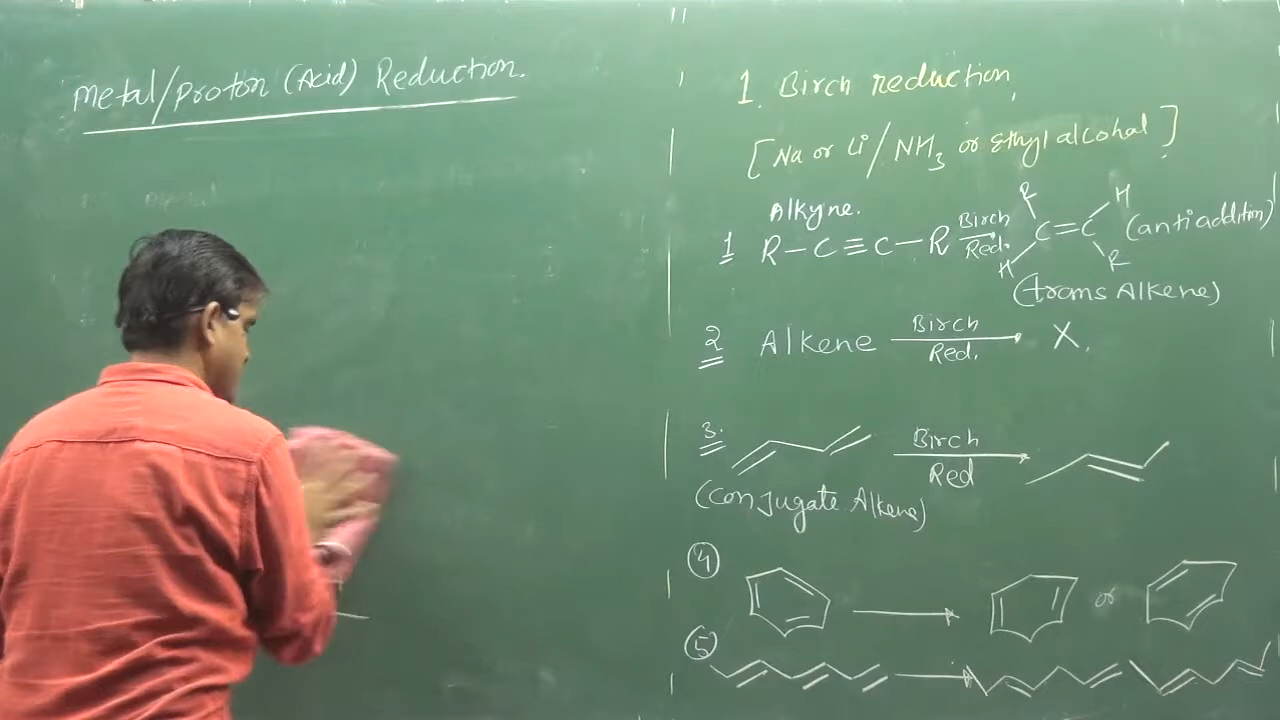 Metal/Proton (Acid) Reduction.
1. Birch reduction,
[Na or Li/NH3 or Ethyl alcohal]
Alkyne.
1 R-C≡C-R Birch Red. R H C=C H R (anti addition)
(trans Alkene)
2 Alkene Birch Red. X.
3. Birch Red
(Conjugate Alkene)
④ or
⑤